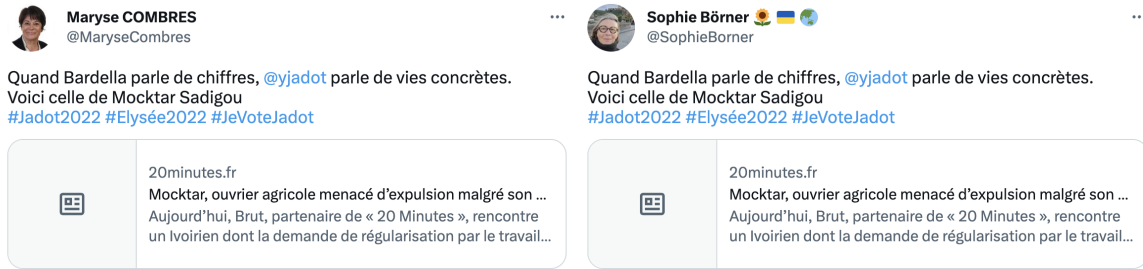 Maryse COMBRES
@MaryseCombres
Quand Bardella parle de chiffres, @yjadot parle de vies concrètes.
Voici celle de Mocktar Sadigou
#Jadot2022 #Elysée2022 #JeVoteJadot
20minutes.fr
Mocktar, ouvrier agricole menacé d’expulsion malgré son ...
Aujourd’hui, Brut, partenaire de « 20 Minutes », rencontre
un Ivoirien dont la demande de régularisation par le travail...
Sophie Börner 🌻 🇺🇦 🌏
@SophieBorner
Quand Bardella parle de chiffres, @yjadot parle de vies concrètes.
Voici celle de Mocktar Sadigou
#Jadot2022 #Elysée2022 #JeVoteJadot
20minutes.fr
Mocktar, ouvrier agricole menacé d’expulsion malgré son ...
Aujourd’hui, Brut, partenaire de « 20 Minutes », rencontre
un Ivoirien dont la demande de régularisation par le travail...